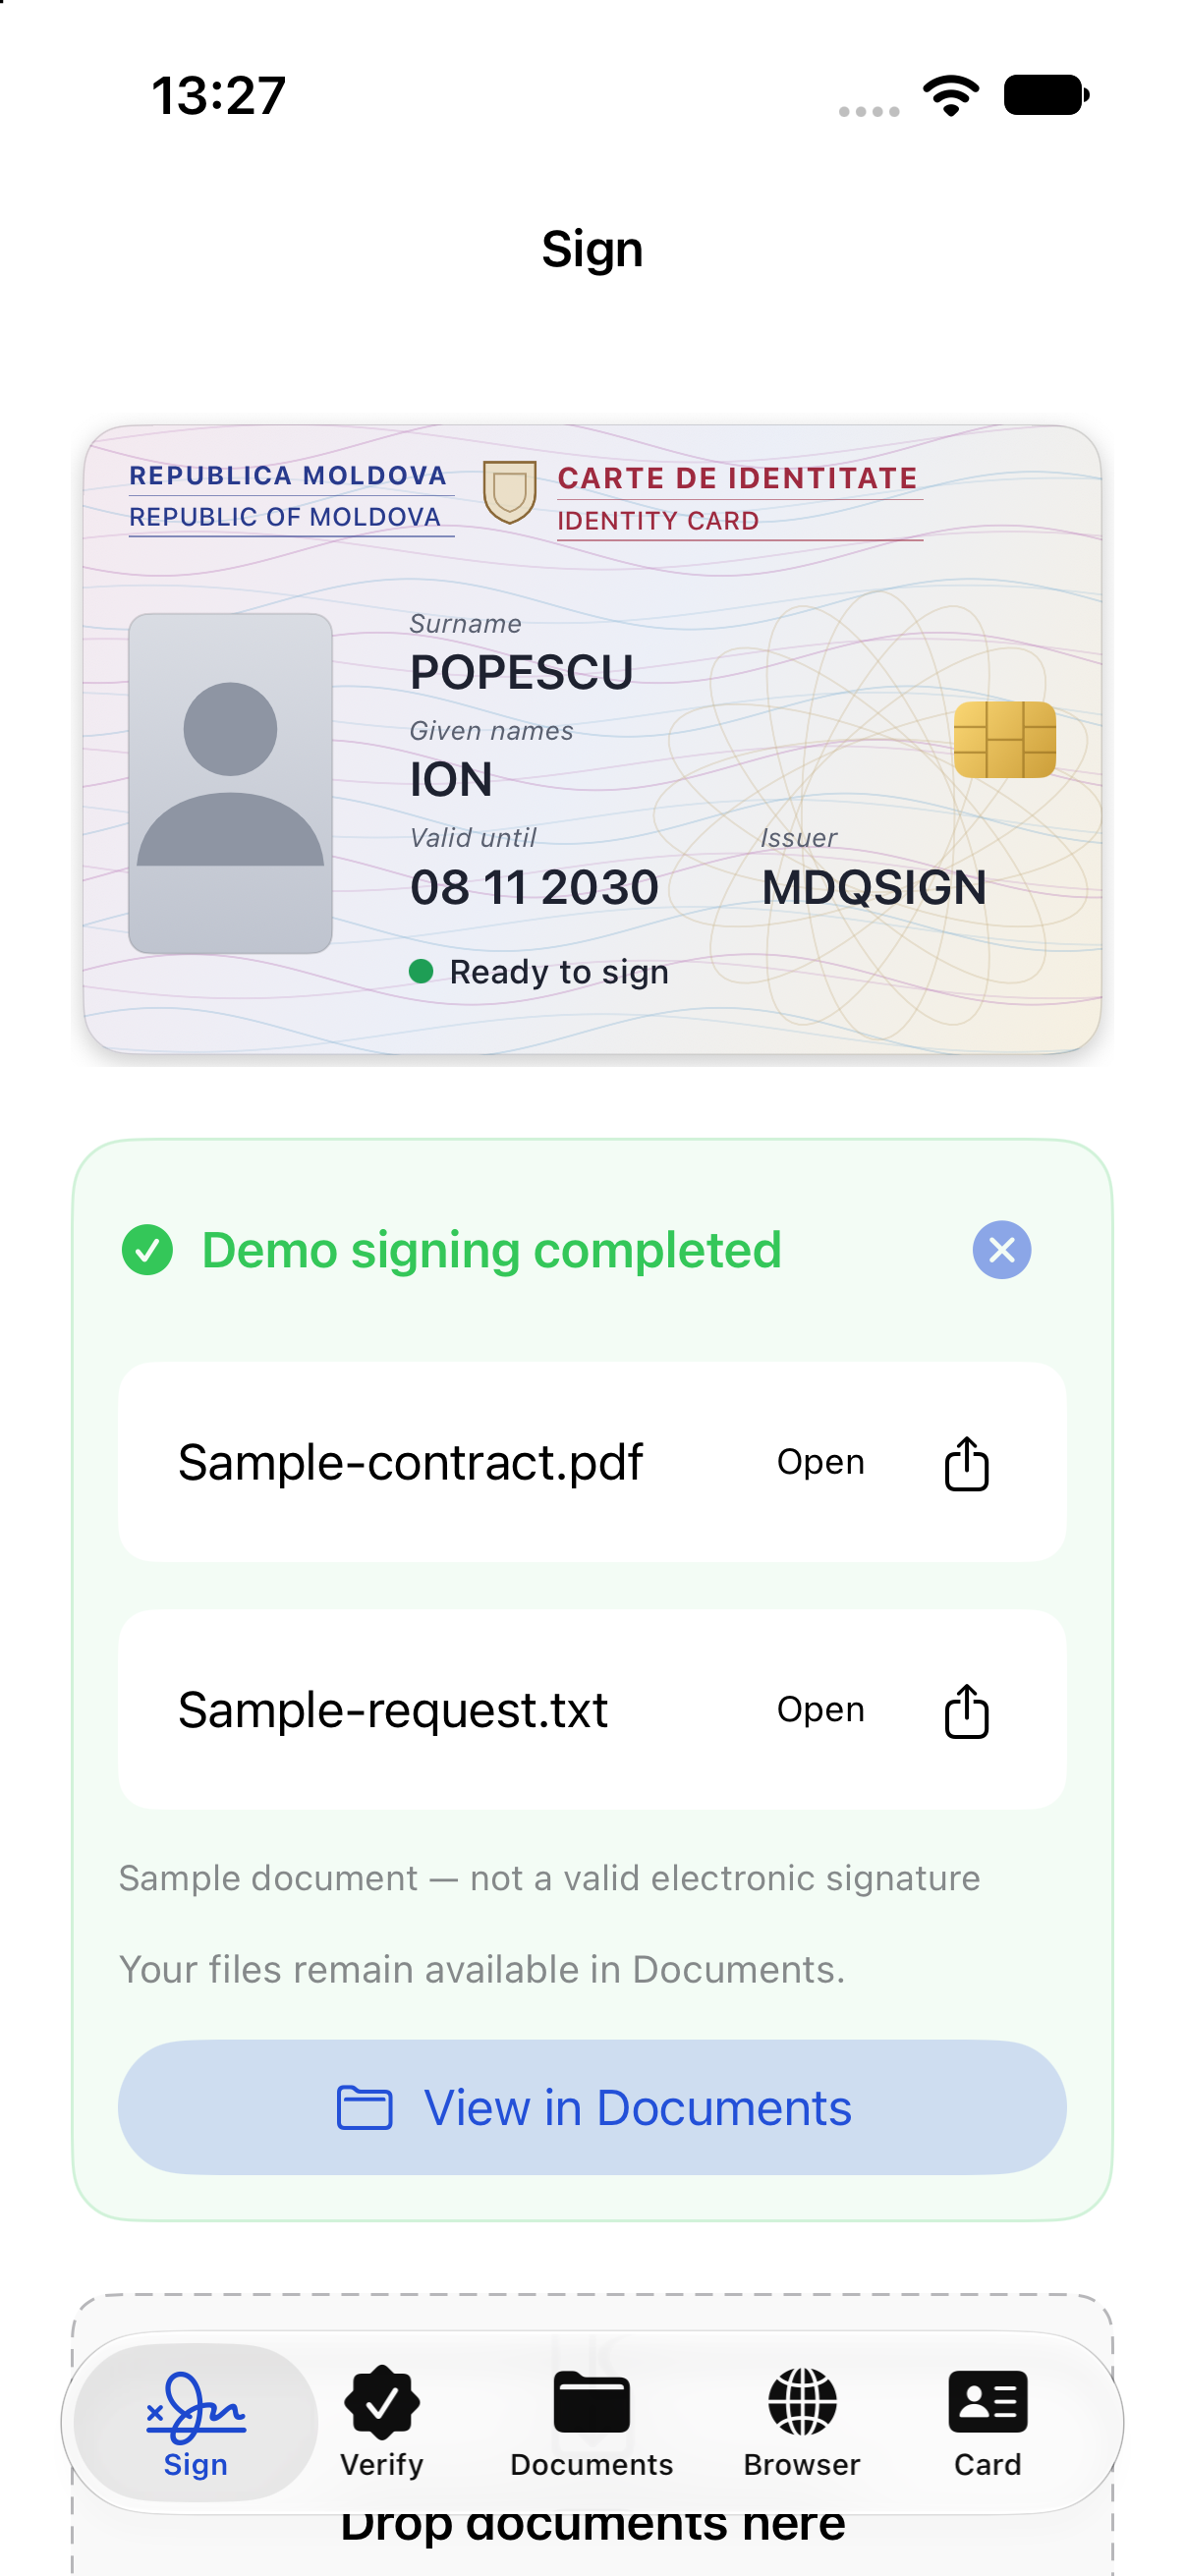 13:27
Sign
REPUBLICA MOLDOVA
REPUBLIC OF MOLDOVA
CARTE DE IDENTITATE
IDENTITY CARD
Surname
POPESCU
Given names
ION
Valid until
08 11 2030
Issuer
MDQSIGN
Ready to sign
Demo signing completed
Sample-contract.pdf
Open
Sample-request.txt
Open
Sample document — not a valid electronic signature
Your files remain available in Documents.
View in Documents
Drop documents here
Sign
Verify
Documents
Browser
Card